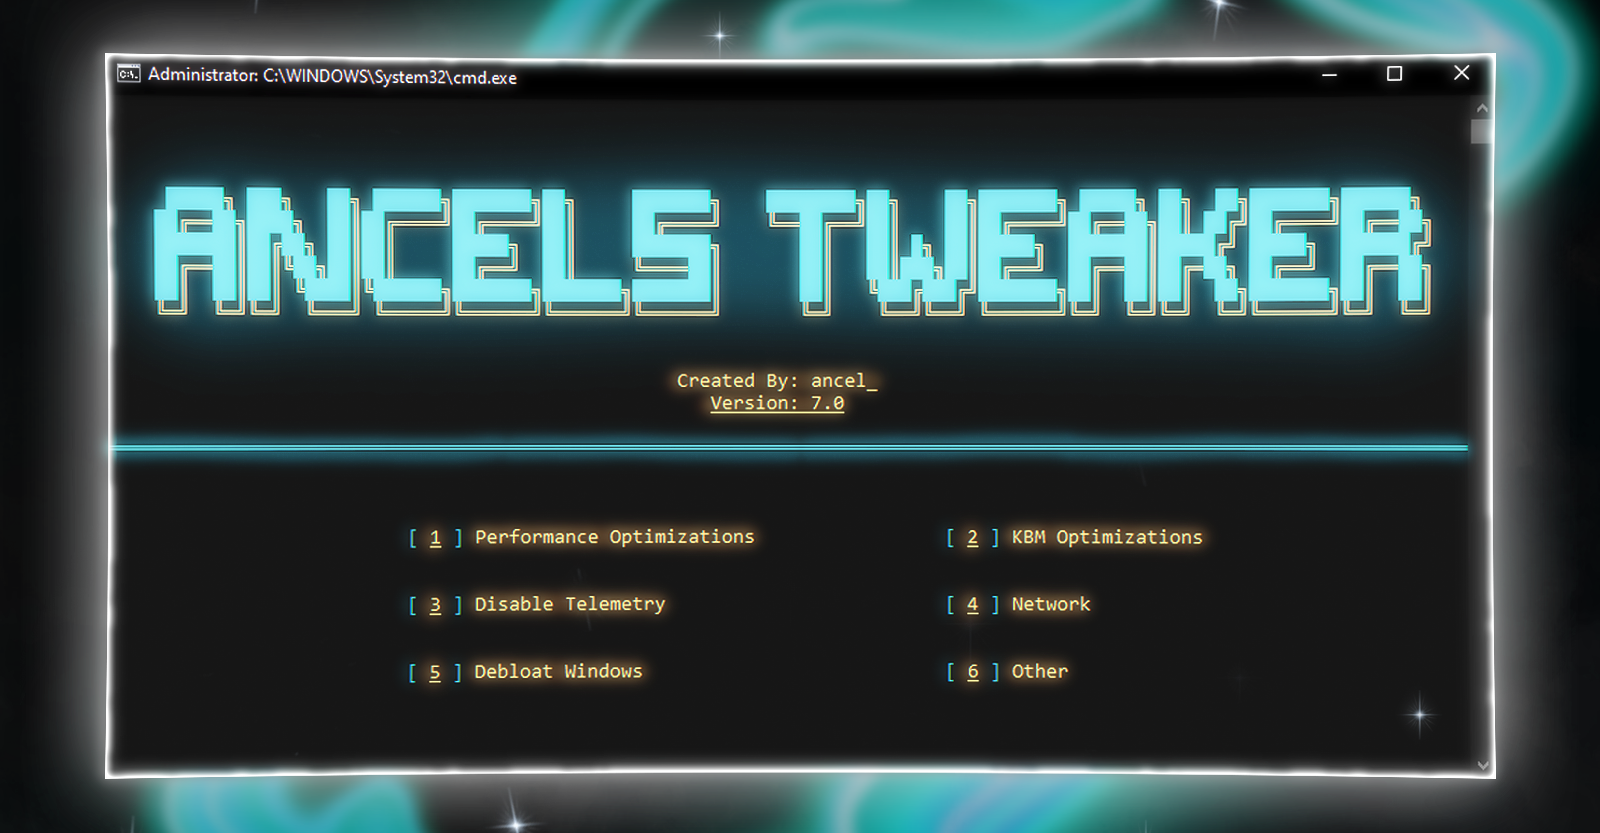 Administrator: C:\WINDOWS\System32\cmd.exe
ANCELS TWEAKER
Created By: ancel_
Version: 7.0
[ 1 ] Performance Optimizations
[ 2 ] KBM Optimizations
[ 3 ] Disable Telemetry
[ 4 ] Network
[ 5 ] Debloat Windows
[ 6 ] Other